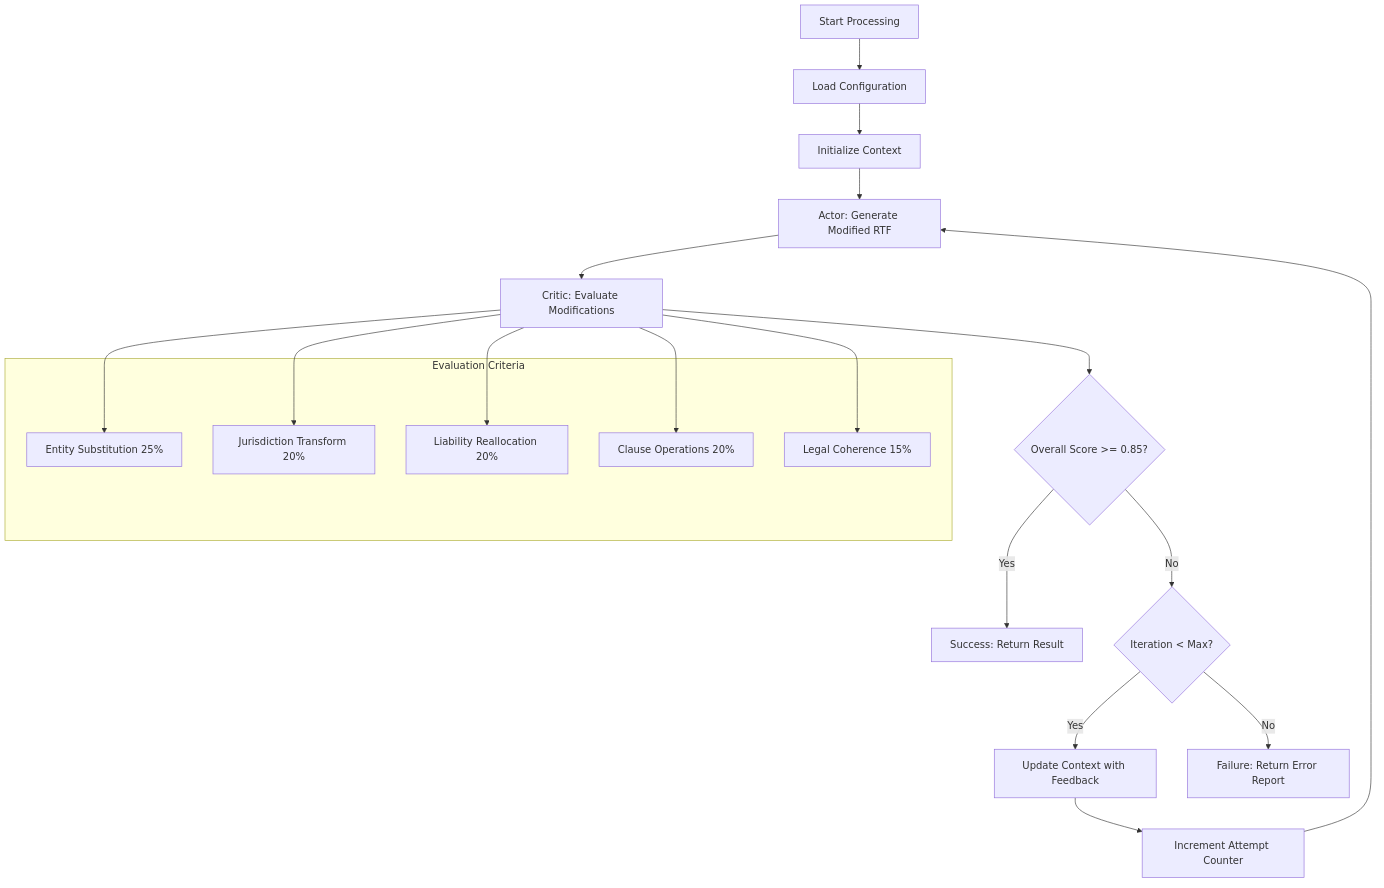 Start Processing
Load Configuration
Initialize Context
Actor: Generate
Modified RTF
Critic: Evaluate
Modifications
Evaluation Criteria
Entity Substitution 25%
Jurisdiction Transform
20%
Liability Reallocation
20%
Clause Operations 20%
Legal Coherence 15%
Overall Score >= 0.85?
Yes
No
Success: Return Result
Iteration < Max?
Yes
No
Update Context with
Feedback
Failure: Return Error
Report
Increment Attempt
Counter